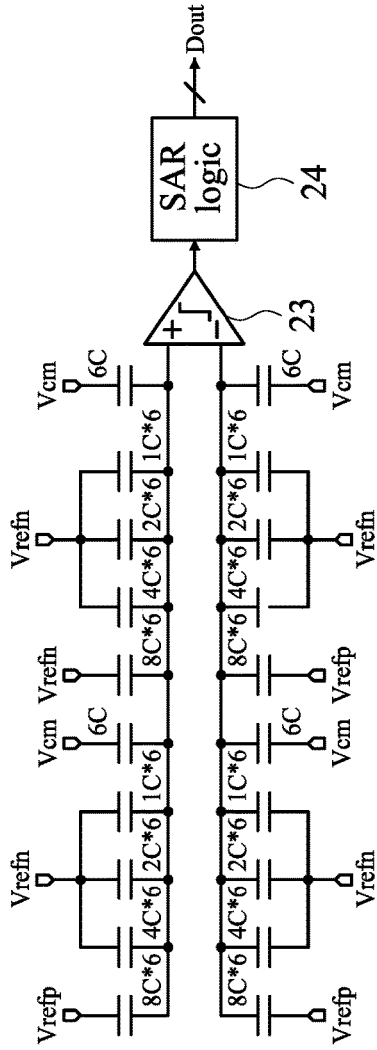 Vrefp
Vrefn
Vcm
Vrefn
Vrefn
Vcm
8C*6
4C*6
2C*6
1C*6
6C
8C*6
4C*6
2C*6
1C*6
6C
8C*6
4C*6
2C*6
1C*6
6C
8C*6
4C*6
2C*6
1C*6
6C
Vrefp
Vrefn
Vcm
Vrefp
Vrefn
Vcm
+
−
23
SAR
logic
24
Dout